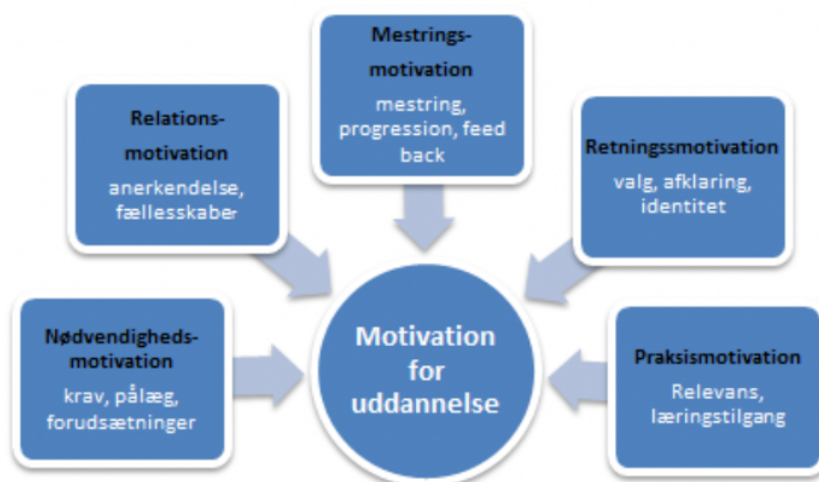 Mestrings-
motivation
mestring,
progression, feed
back
Relations-
motivation
anerkendelse,
fællesskaber
Retningssmotivation
valg, afklaring,
identitet
Nødvendigheds-
motivation
krav, pålæg,
forudsætninger
Motivation
for
uddannelse
Praksismotivation
Relevans,
læringstilgang